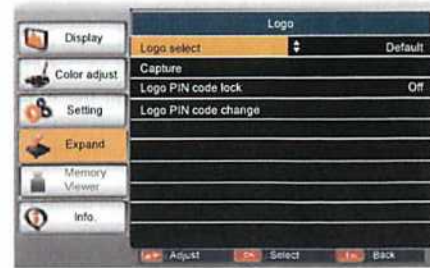 Logo
Display
Logo select Default
Color adjust
Capture
Logo PIN code lock Off
Setting
Logo PIN code change
Expand
Memory Viewer
Info.
Adjust
Select
Back